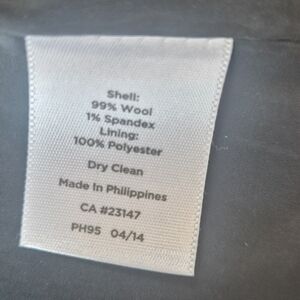 Shell:
99% Wool
1% Spandex
Lining:
100% Polyester
Dry Clean
Made In Philippines
CA #23147
PH95 04/14